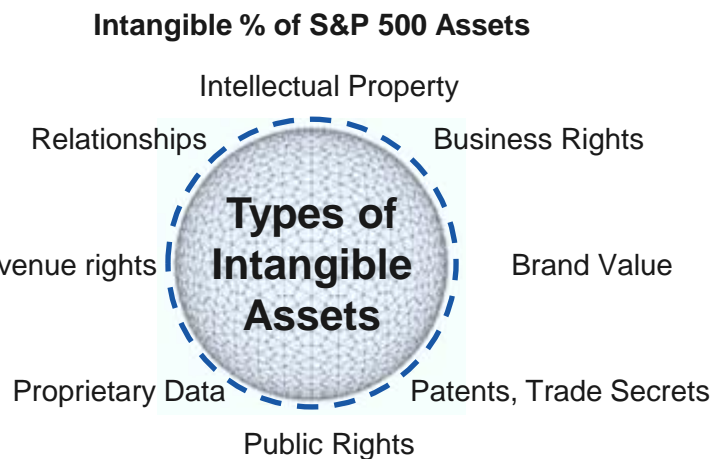 Intangible % of S&P 500 Assets
Intellectual Property
Relationships
Business Rights
Types of
Intangible
Assets
venue rights
Brand Value
Proprietary Data
Patents, Trade Secrets
Public Rights